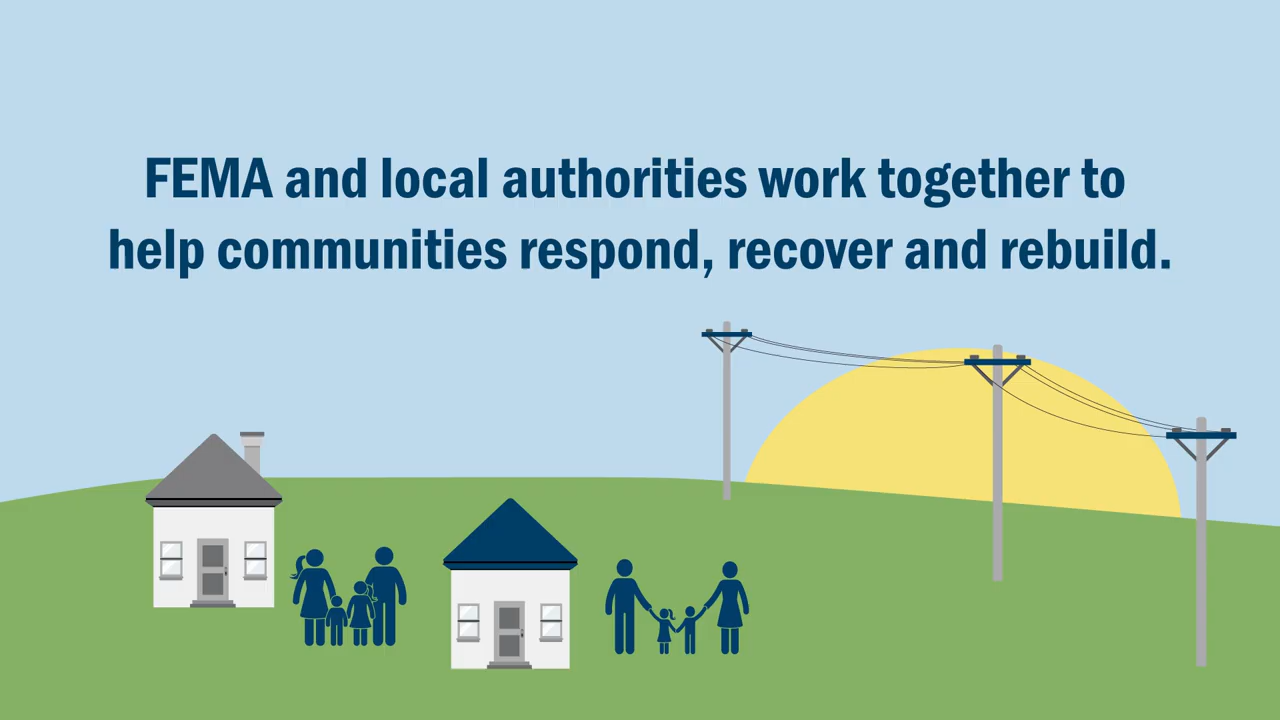 FEMA and local authorities work together to
help communities respond, recover and rebuild.